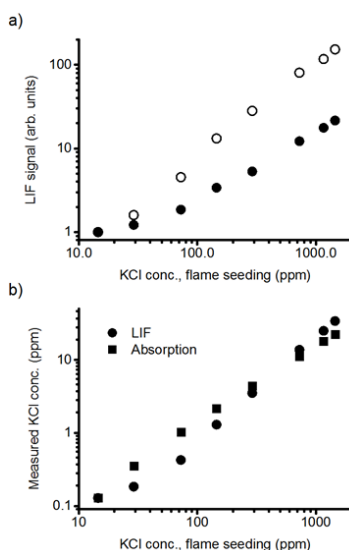 a)
100
10
1
10.0
100.0
1000.0
LIF signal (arb. units)
KCl conc., flame seeding (ppm)
b)
LIF
Absorption
10
1
0.1
10
100
1000
Measured KCl conc. (ppm)
KCl conc., flame seeding (ppm)